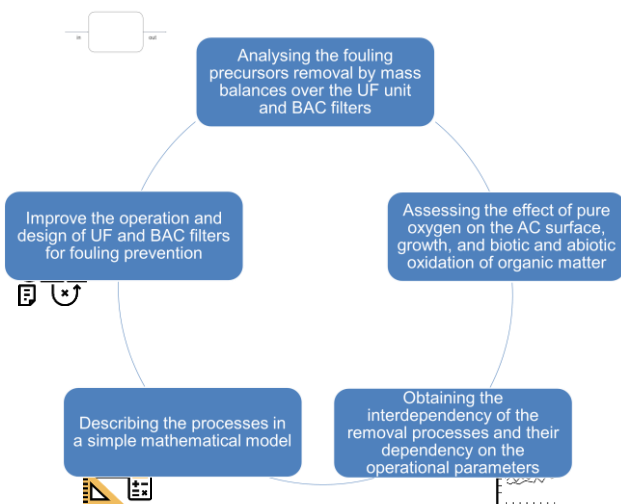 in
out
Analysing the fouling
precursors removal by mass
balances over the UF unit
and BAC filters
Assessing the effect of pure
oxygen on the AC surface,
growth, and biotic and abiotic
oxidation of organic matter
Obtaining the
interdependency of the
removal processes and their
dependency on the
operational parameters
Describing the processes in
a simple mathematical model
Improve the operation and
design of UF and BAC filters
for fouling prevention